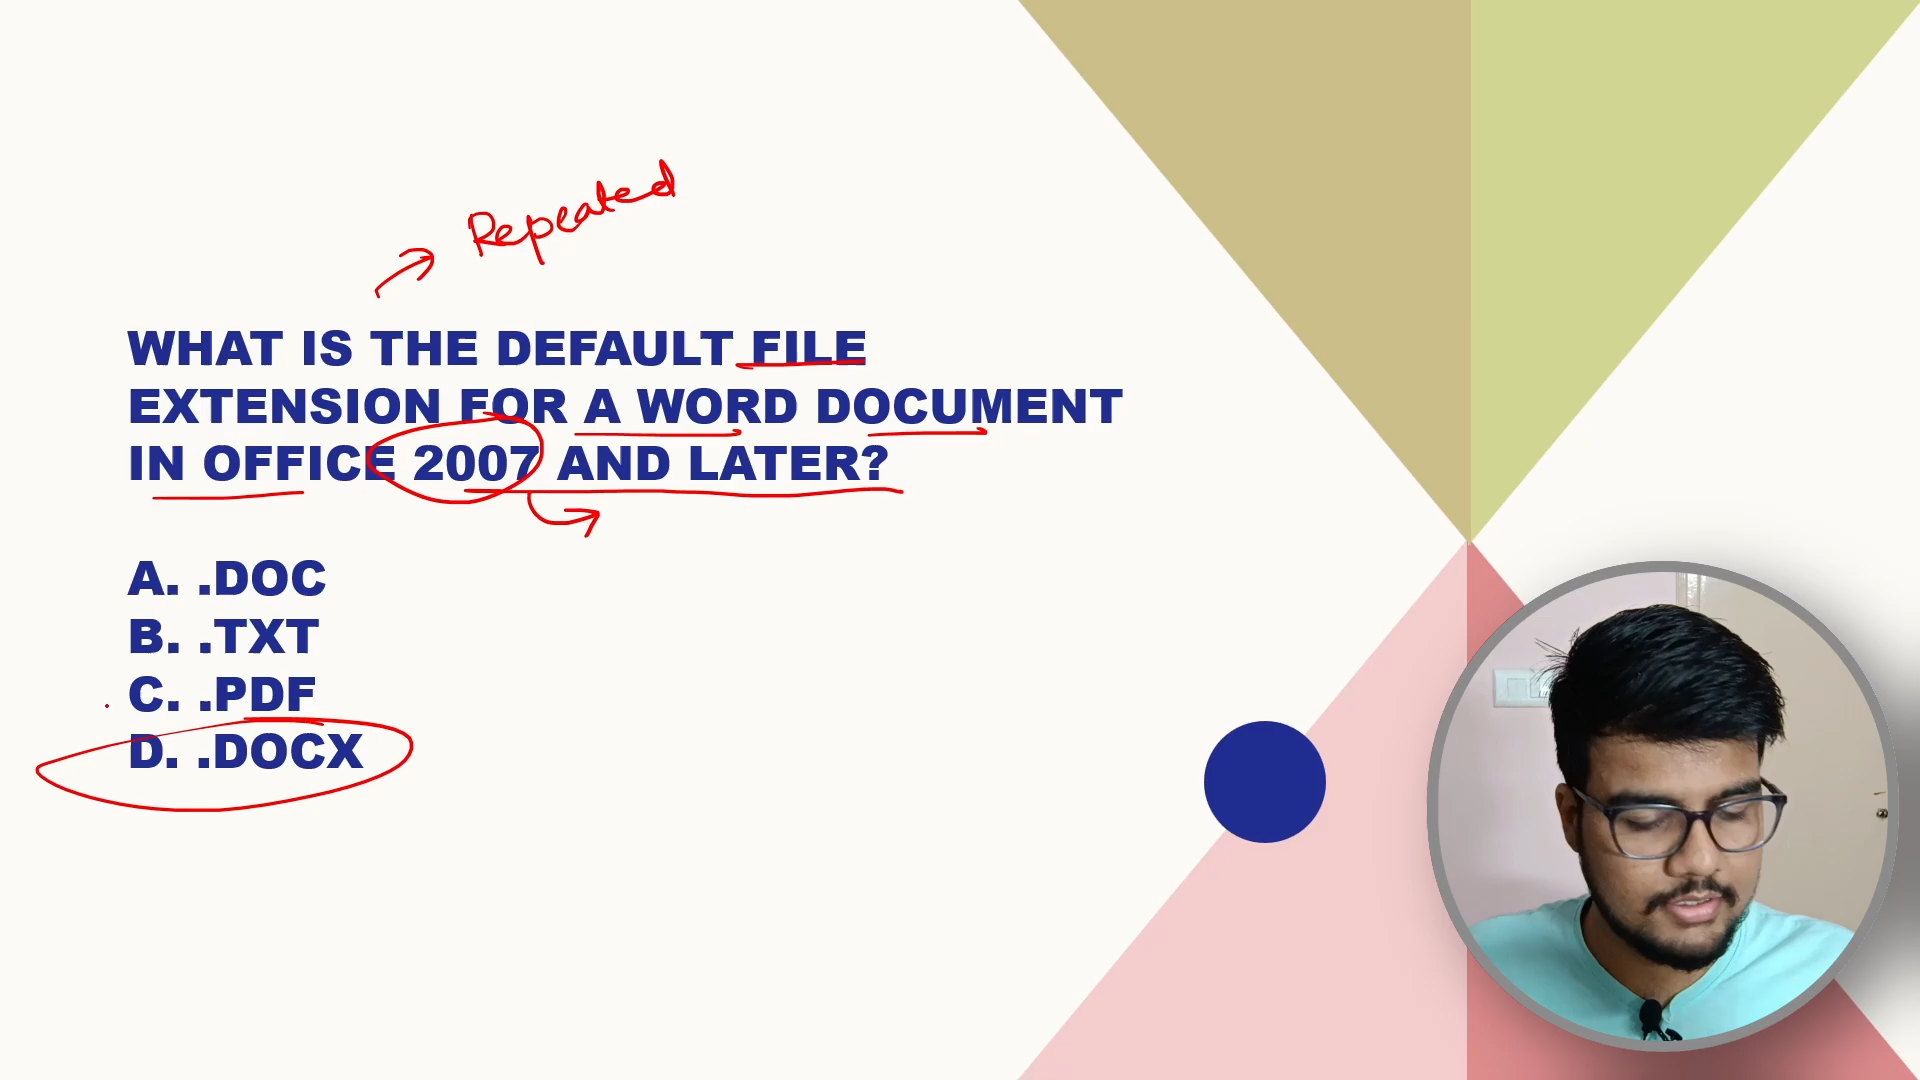 Repeated
WHAT IS THE DEFAULT FILE
EXTENSION FOR A WORD DOCUMENT
IN OFFICE 2007 AND LATER?
A. .DOC
B. .TXT
C. .PDF
D. .DOCX